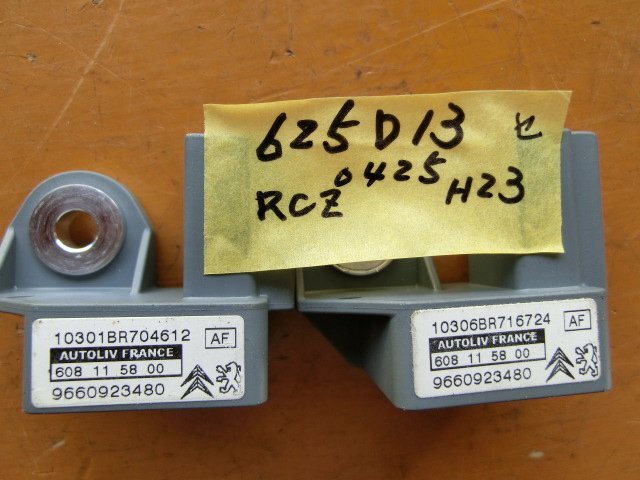 625D13 セ
RCZ 0425 H23
10301BR704612 AF
AUTOLIV FRANCE
608 11 58 00
9660923480
10306BR716724 AF
AUTOLIV FRANCE
608 11 58 00
9660923480